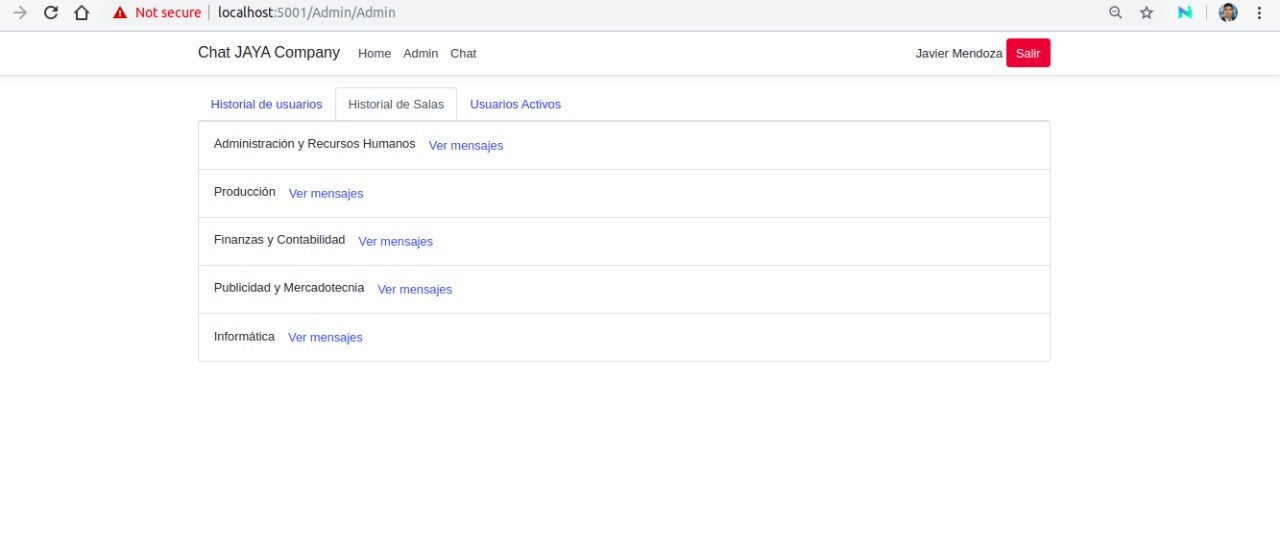 Not secure | localhost:5001/Admin/Admin
Chat JAYA Company Home Admin Chat Javier Mendoza Salir
Historial de usuarios Historial de Salas Usuarios Activos
Administración y Recursos Humanos Ver mensajes
Producción Ver mensajes
Finanzas y Contabilidad Ver mensajes
Publicidad y Mercadotecnia Ver mensajes
Informática Ver mensajes